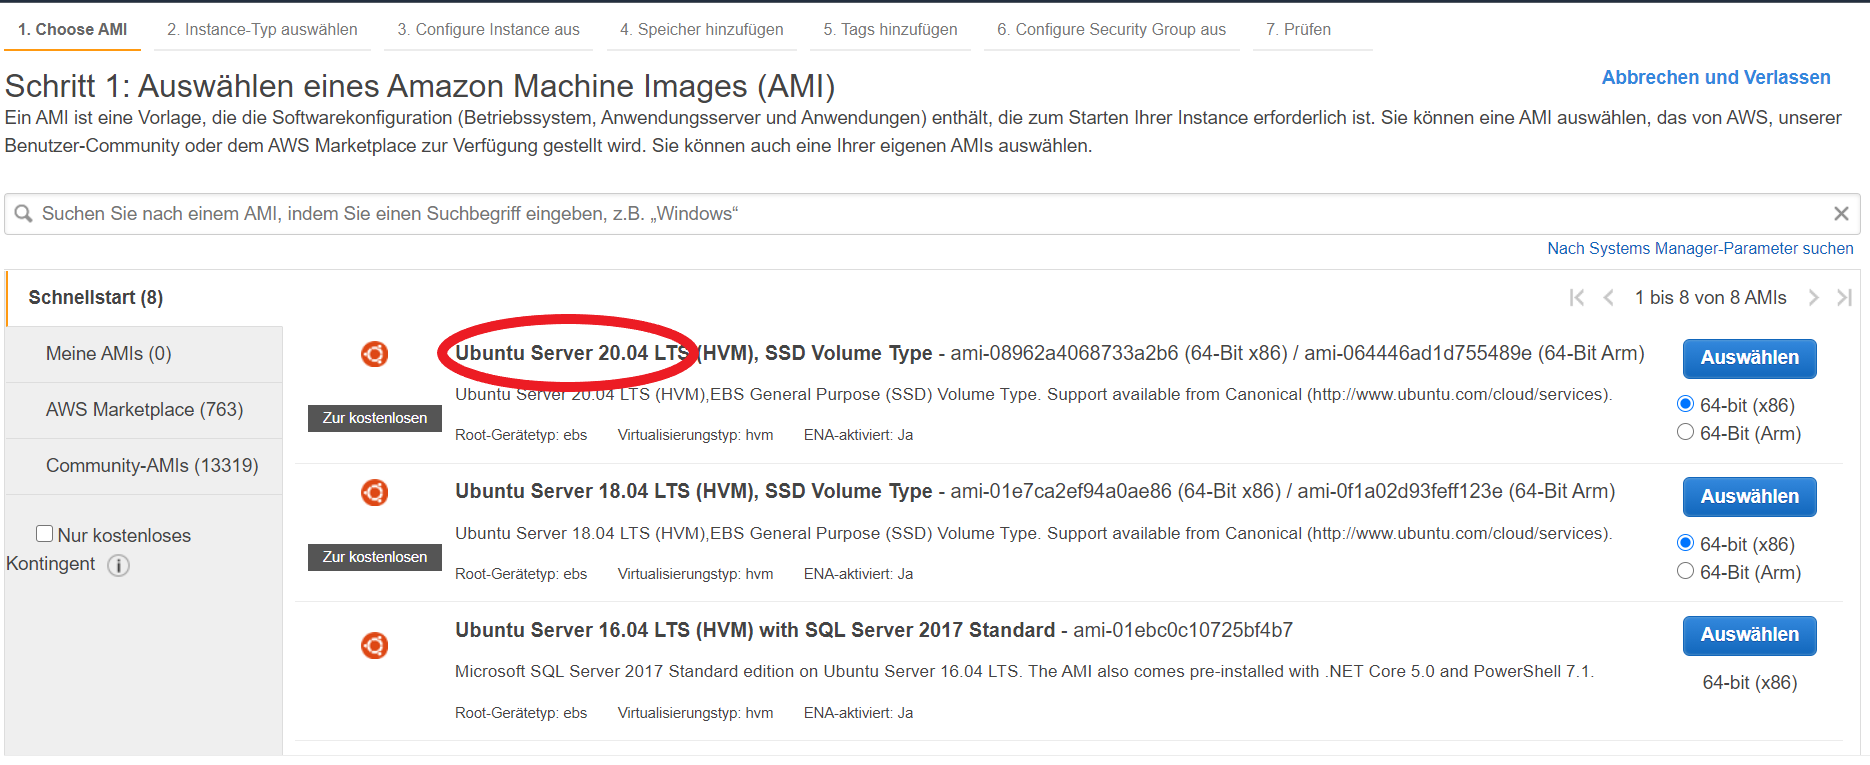 1. Choose AMI 2. Instance-Typ auswählen 3. Configure Instance aus 4. Speicher hinzufügen 5. Tags hinzufügen 6. Configure Security Group aus 7. Prüfen
Schritt 1: Auswählen eines Amazon Machine Images (AMI)
Abbrechen und Verlassen
Ein AMI ist eine Vorlage, die die Softwarekonfiguration (Betriebssystem, Anwendungsserver und Anwendungen) enthält, die zum Starten Ihrer Instance erforderlich ist. Sie können eine AMI auswählen, das von AWS, unserer
Benutzer-Community oder dem AWS Marketplace zur Verfügung gestellt wird. Sie können auch eine Ihrer eigenen AMIs auswählen.
Suchen Sie nach einem AMI, indem Sie einen Suchbegriff eingeben, z.B. „Windows“
Nach Systems Manager-Parameter suchen
Schnellstart (8)
1 bis 8 von 8 AMIs
Meine AMIs (0)
AWS Marketplace (763)
Community-AMIs (13319)
Nur kostenloses
Kontingent
Ubuntu Server 20.04 LTS (HVM), SSD Volume Type - ami-08962a4068733a2b6 (64-Bit x86) / ami-064446ad1d755489e (64-Bit Arm)
Zur kostenlosen
Ubuntu Server 20.04 LTS (HVM),EBS General Purpose (SSD) Volume Type. Support available from Canonical (http://www.ubuntu.com/cloud/services).
Root-Gerätetyp: ebs Virtualisierungstyp: hvm ENA-aktiviert: Ja
Auswählen
64-bit (x86)
64-Bit (Arm)
Ubuntu Server 18.04 LTS (HVM), SSD Volume Type - ami-01e7ca2ef94a0ae86 (64-Bit x86) / ami-0f1a02d93feff123e (64-Bit Arm)
Zur kostenlosen
Ubuntu Server 18.04 LTS (HVM),EBS General Purpose (SSD) Volume Type. Support available from Canonical (http://www.ubuntu.com/cloud/services).
Root-Gerätetyp: ebs Virtualisierungstyp: hvm ENA-aktiviert: Ja
Auswählen
64-bit (x86)
64-Bit (Arm)
Ubuntu Server 16.04 LTS (HVM) with SQL Server 2017 Standard - ami-01ebc0c10725bf4b7
Microsoft SQL Server 2017 Standard edition on Ubuntu Server 16.04 LTS. The AMI also comes pre-installed with .NET Core 5.0 and PowerShell 7.1.
Root-Gerätetyp: ebs Virtualisierungstyp: hvm ENA-aktiviert: Ja
Auswählen
64-bit (x86)